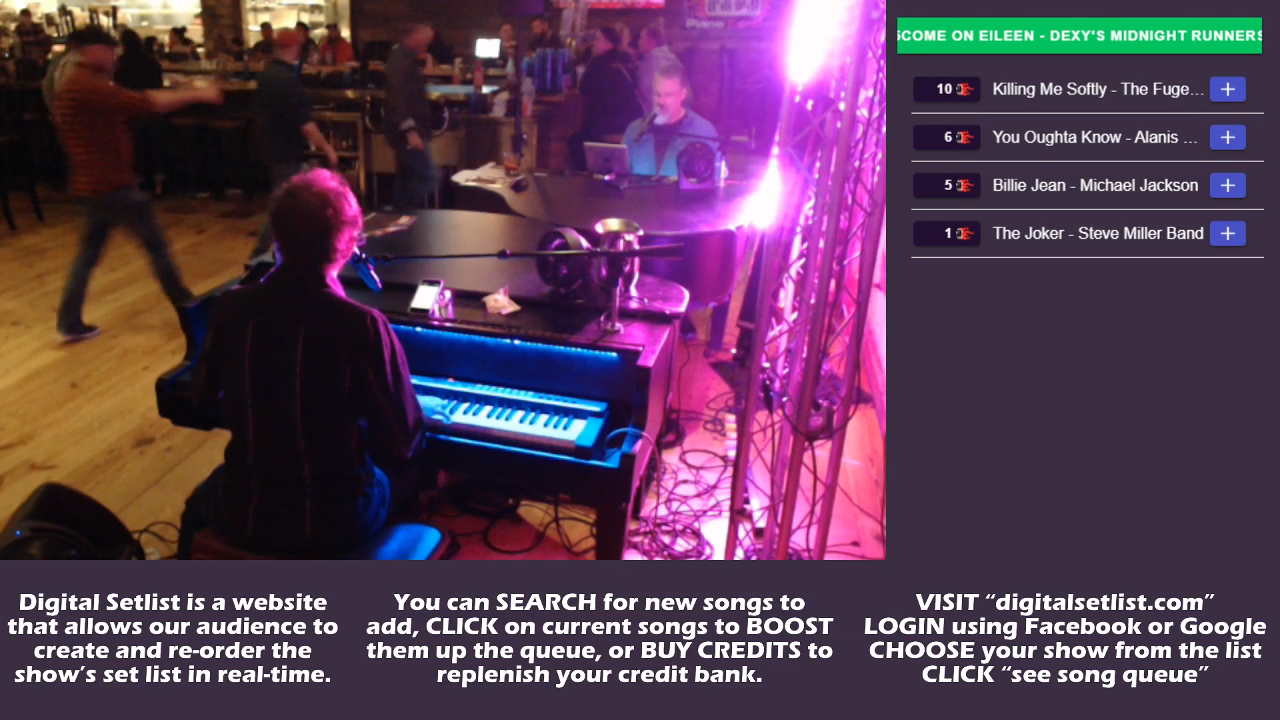 Piano
COME ON EILEEN - DEXY'S MIDNIGHT RUNNERS
10 Killing Me Softly - The Fuge...
6 You Oughta Know - Alanis ...
5 Billie Jean - Michael Jackson
1 The Joker - Steve Miller Band
Digital Setlist is a website
that allows our audience to
create and re-order the
show's set list in real-time.
You can SEARCH for new songs to
add, CLICK on current songs to BOOST
them up the queue, or BUY CREDITS to
replenish your credit bank.
VISIT “digitalsetlist.com”
LOGIN using Facebook or Google
CHOOSE your show from the list
CLICK “see song queue”